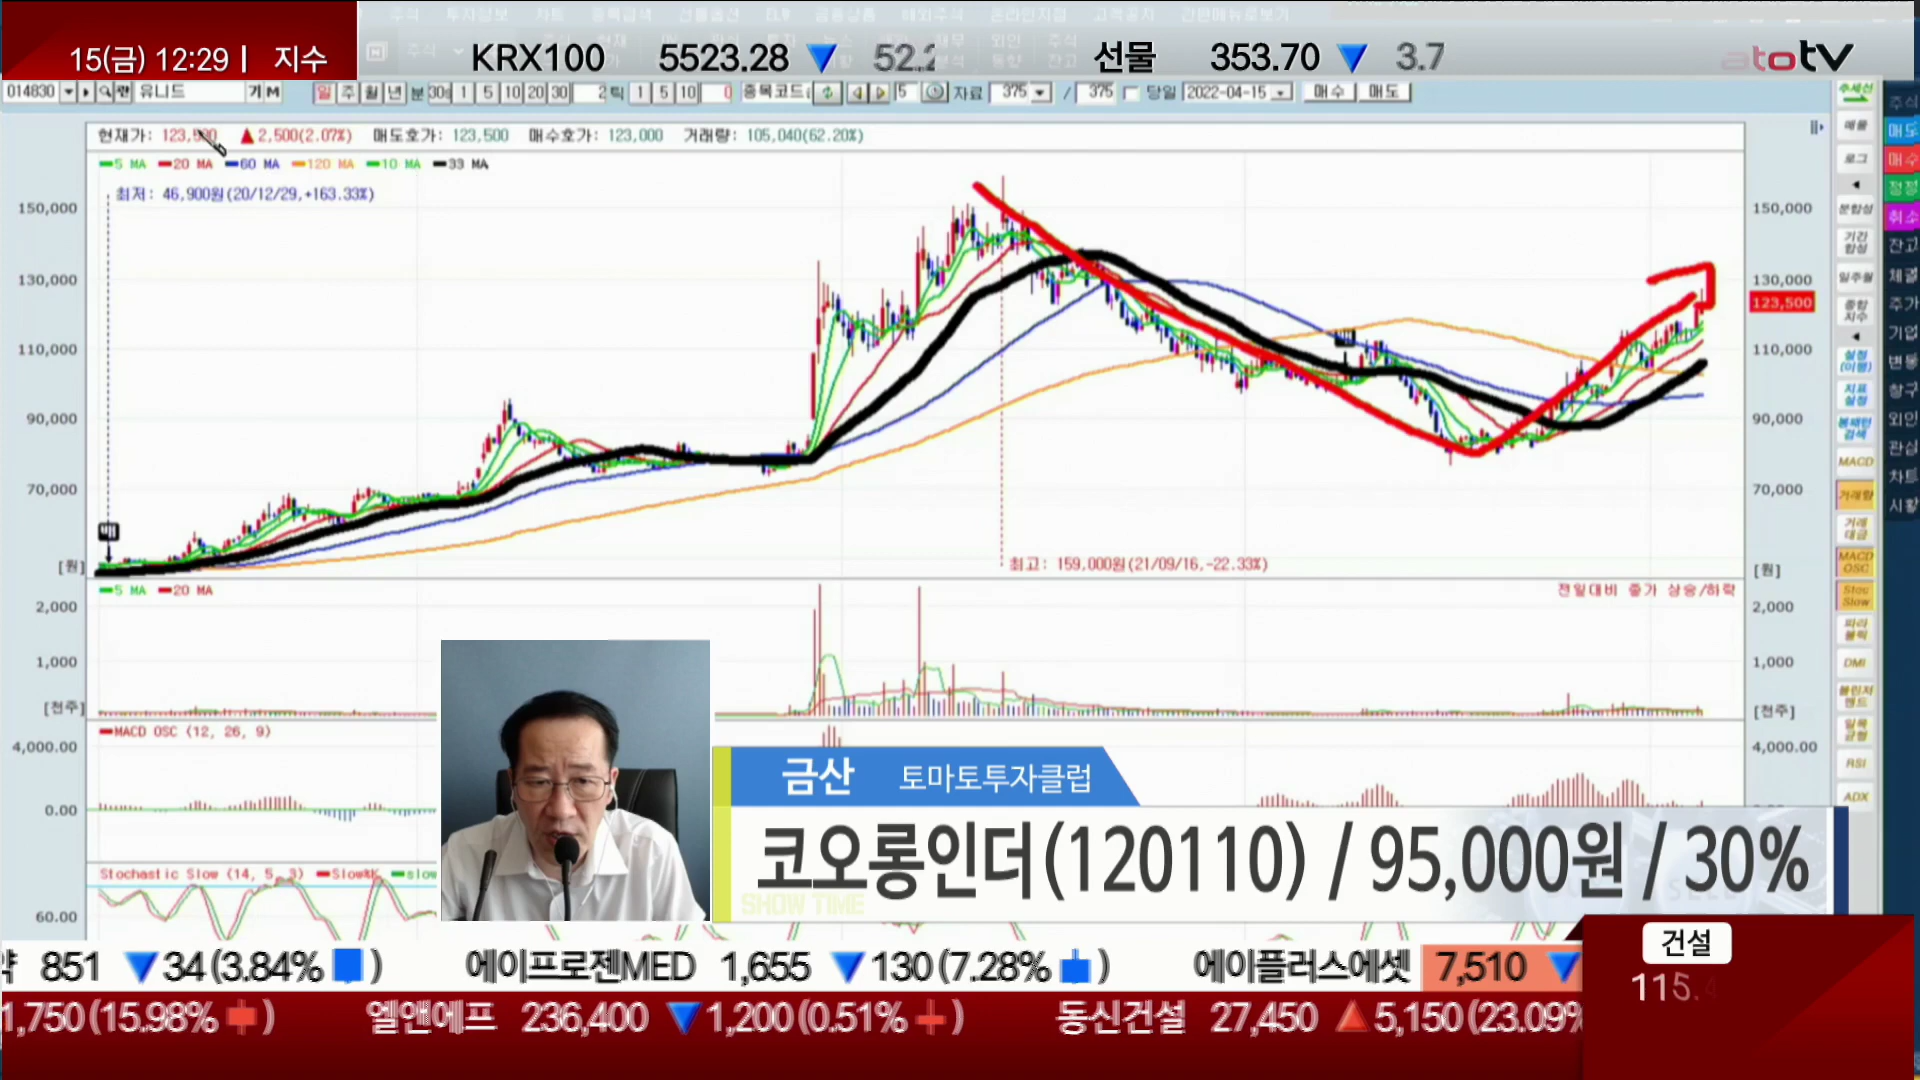 15(금) 12:29 | 지수
KRX100 5523.28 ▼ 52.2
선물 353.70 ▼ 3.7
atotv
014830 유니드 기 M 일 주 월 년 분 30초 1 5 10 20 30 2 틱 1 5 10 0 종목코드 5 자료 375 / 375 당일 2022-04-15 매수 매도
현재가: 123,500 ▲2,500(2.07%) 매도호가: 123,500 매수호가: 123,000 거래량: 105,040(62.20%)
5 MA 20 MA 60 MA 120 MA 10 MA 33 MA
최저: 46,900원(20/12/29,+163.33%)
150,000 150,000
130,000 130,000
123,500
110,000 110,000
90,000 90,000
70,000 70,000
최고: 159,000원(21/09/16,-22.33%)
[원] [원]
5 MA 20 MA
전일대비 종가 상승/하락
2,000 2,000
1,000 1,000
[천주] [천주]
MACD OSC (12, 26, 9)
4,000.00 4,000.00
0.00
Stochastic Slow (14, 5, 3) Slow%K slow
60.00
추세선
매물
로그
분합성
기간합성
일주월
종합지수
설정(이평)
지표설정
봉패턴검색
MACD
거래량
거래대금
MACD OSC
Stoc Slow
파라볼릭
DMI
볼린저밴드
일목균형
RSI
ADX
주식
매도
매수
정정
취소
잔고
체결
주가
기업
변동
창구
외인
관심
차트
시황
금산 토마토투자클럽
코오롱인더(120110) / 95,000원 / 30%
SHOW TIME
851 ▼34(3.84% ) 에이프로젠MED 1,655 ▼130(7.28% ) 에이플러스에셋 7,510 ▼
건설
115.
1,750(15.98% ) 엘앤에프 236,400 ▼1,200(0.51% ) 동신건설 27,450 ▲5,150(23.09%